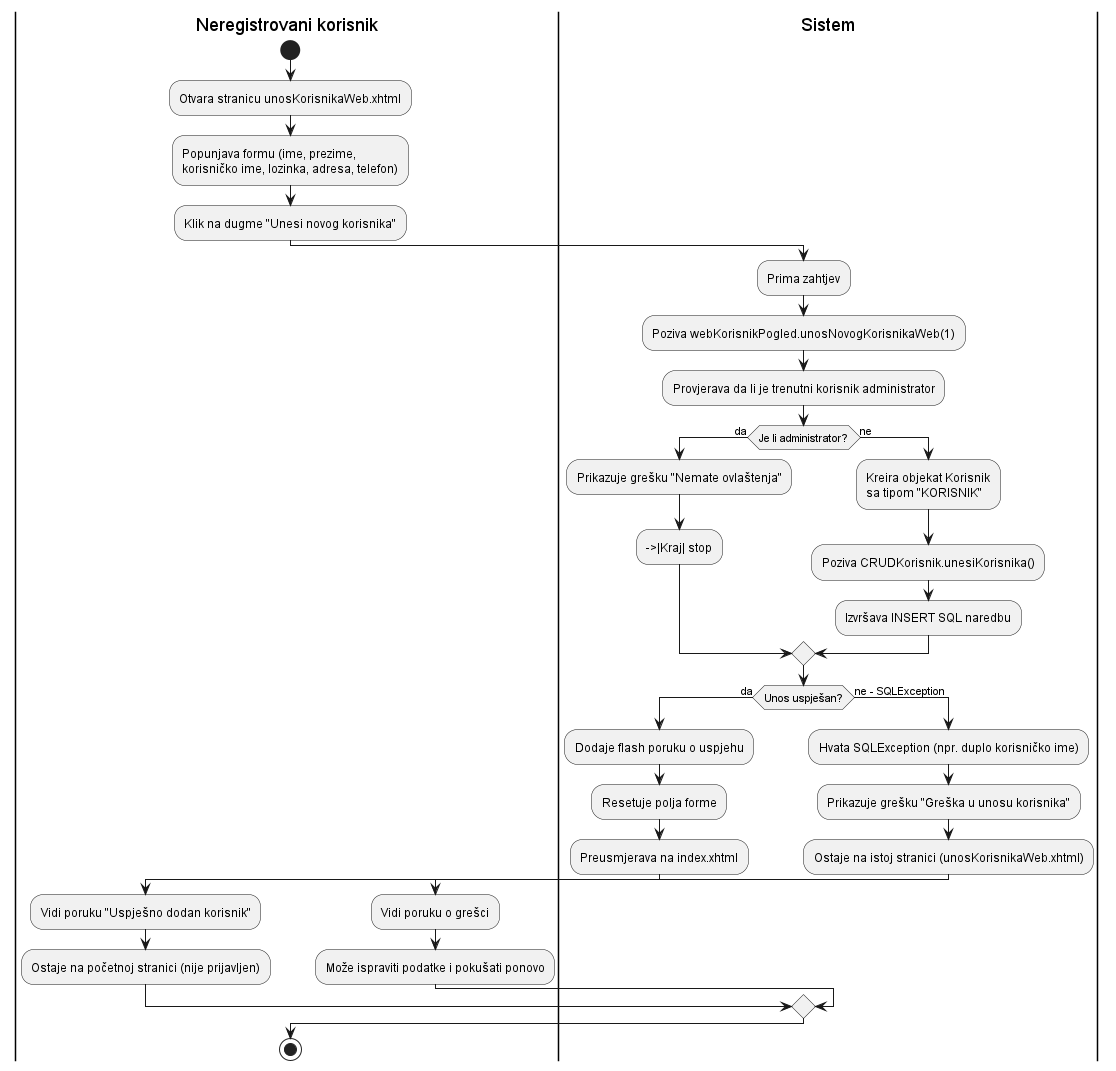 Neregistrovani korisnik
Sistem
Otvara stranicu unosKorisnikaWeb.xhtml
Popunjava formu (ime, prezime,
korisničko ime, lozinka, adresa, telefon)
Klik na dugme "Unesi novog korisnika"
Prima zahtjev
Poziva webKorisnikPogled.unosNovogKorisnikaWeb(1)
Provjerava da li je trenutni korisnik administrator
da
Je li administrator?
ne
Prikazuje grešku "Nemate ovlaštenja"
Kreira objekat Korisnik
sa tipom "KORISNIK"
->|Kraj| stop
Poziva CRUDKorisnik.unesiKorisnika()
Izvršava INSERT SQL naredbu
da
Unos uspješan?
ne - SQLException
Dodaje flash poruku o uspjehu
Hvata SQLException (npr. duplo korisničko ime)
Resetuje polja forme
Prikazuje grešku "Greška u unosu korisnika"
Preusmjerava na index.xhtml
Ostaje na istoj stranici (unosKorisnikaWeb.xhtml)
Vidi poruku "Uspješno dodan korisnik"
Vidi poruku o grešci
Ostaje na početnoj stranici (nije prijavljen)
Može ispraviti podatke i pokušati ponovo